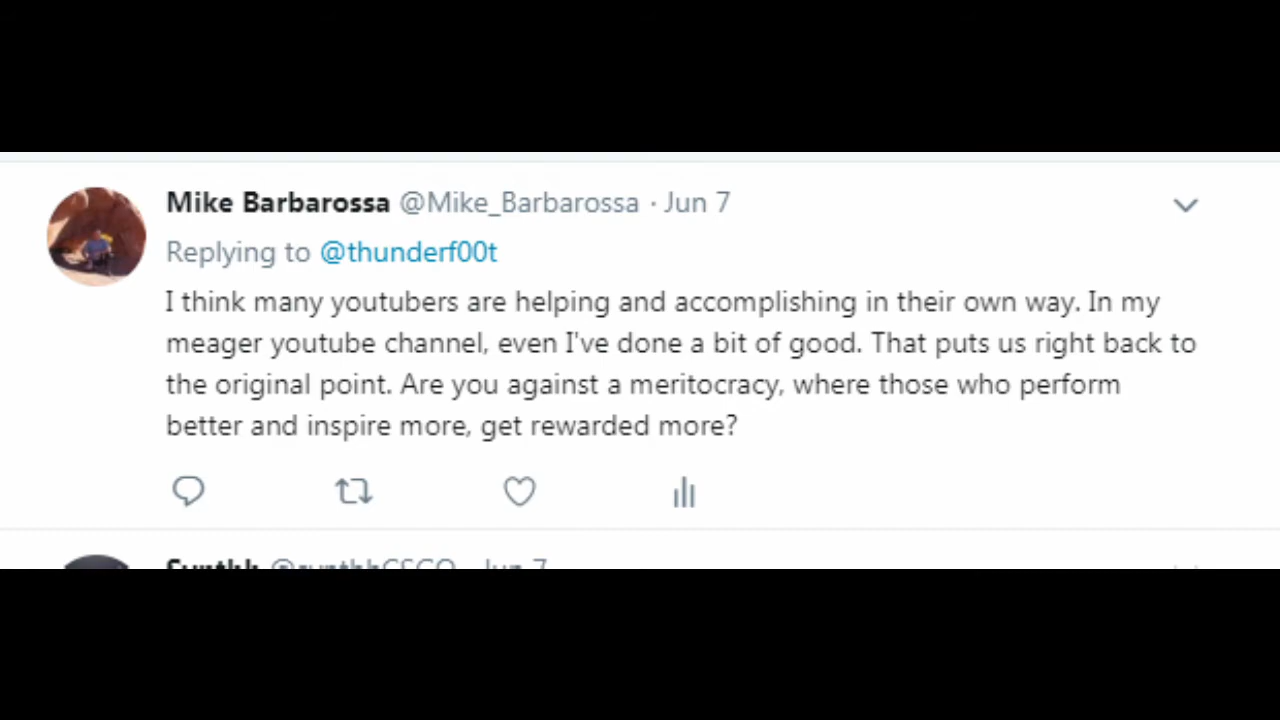 Mike Barbarossa @Mike_Barbarossa · Jun 7
Replying to @thunderf00t
I think many youtubers are helping and accomplishing in their own way. In my
meager youtube channel, even I've done a bit of good. That puts us right back to
the original point. Are you against a meritocracy, where those who perform
better and inspire more, get rewarded more?
Jun 7